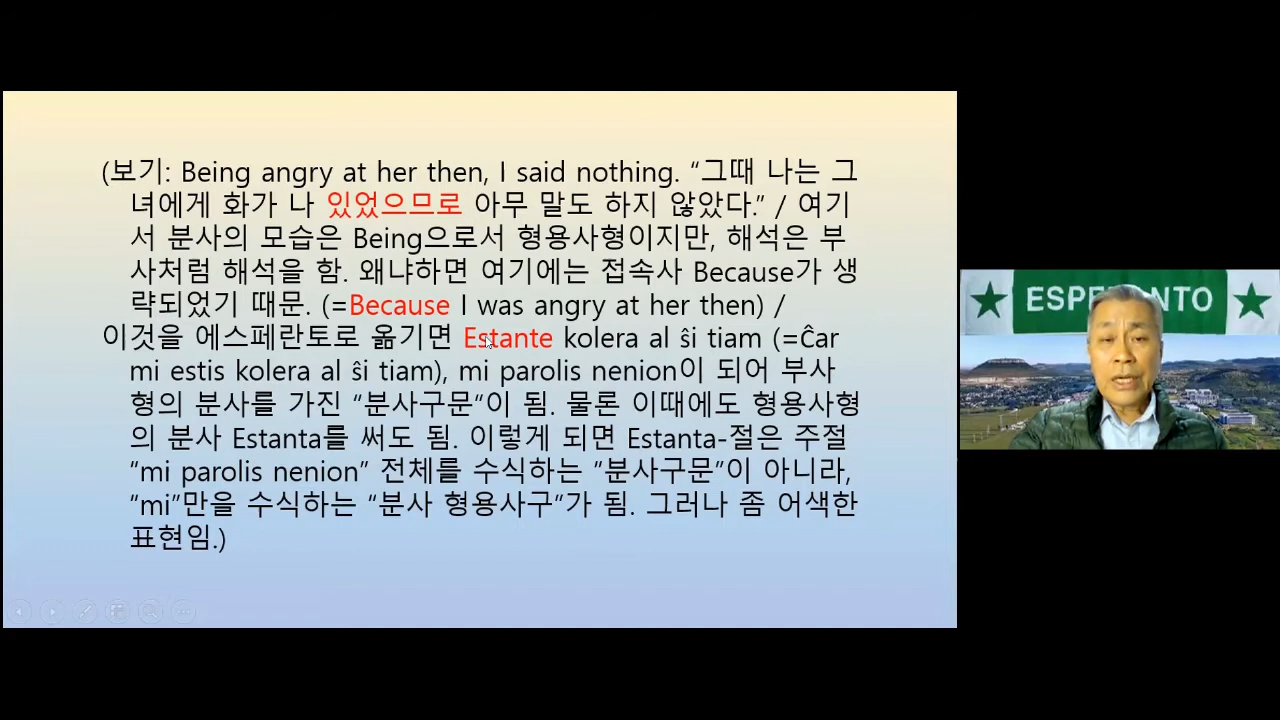 (보기: Being angry at her then, I said nothing. “그때 나는 그
녀에게 화가 나 있었으므로 아무 말도 하지 않았다.” / 여기
서 분사의 모습은 Being으로서 형용사형이지만, 해석은 부
사처럼 해석을 함. 왜냐하면 여기에는 접속사 Because가 생
략되었기 때문. (=Because I was angry at her then) /
이것을 에스페란토로 옮기면 Estante kolera al ŝi tiam (=Ĉar
mi estis kolera al ŝi tiam), mi parolis nenion이 되어 부사
형의 분사를 가진 “분사구문”이 됨. 물론 이때에도 형용사형
의 분사 Estanta를 써도 됨. 이렇게 되면 Estanta-절은 주절
“mi parolis nenion” 전체를 수식하는 “분사구문”이 아니라,
“mi”만을 수식하는 “분사 형용사구”가 됨. 그러나 좀 어색한
표현임.)
ESPERANTO